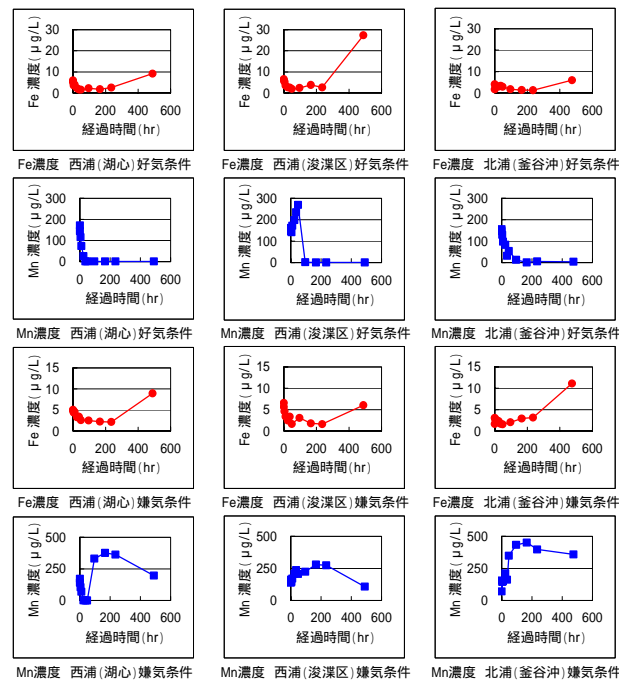 Fe 濃度(μg/L)
30
20
10
0
0 200 400 600
経過時間(hr)
Fe濃度 西浦(湖心)好気条件
Fe 濃度(μg/L)
30
20
10
0
0 200 400 600
経過時間(hr)
Fe濃度 西浦(浚渫区)好気条件
Fe 濃度(μg/L)
30
20
10
0
0 200 400 600
経過時間(hr)
Fe濃度 北浦(釜谷沖)好気条件
Mn 濃度(μg/L)
300
200
100
0
0 200 400 600
経過時間(hr)
Mn濃度 西浦(湖心)好気条件
Mn 濃度(μg/L)
300
200
100
0
0 200 400 600
経過時間(hr)
Mn濃度 西浦(浚渫区)好気条件
Mn 濃度(μg/L)
300
200
100
0
0 200 400 600
経過時間(hr)
Mn濃度 北浦(釜谷沖)好気条件
Fe 濃度(μg/L)
15
10
5
0
0 200 400 600
経過時間(hr)
Fe濃度 西浦(湖心)嫌気条件
Fe 濃度(μg/L)
15
10
5
0
0 200 400 600
経過時間(hr)
Fe濃度 西浦(浚渫区)嫌気条件
Fe 濃度(μg/L)
15
10
5
0
0 200 400 600
経過時間(hr)
Fe濃度 北浦(釜谷沖)嫌気条件
Mn 濃度(μg/L)
500
250
0
0 200 400 600
経過時間(hr)
Mn濃度 西浦(湖心)嫌気条件
Mn 濃度(μg/L)
500
250
0
0 200 400 600
経過時間(hr)
Mn濃度 西浦(浚渫区)嫌気条件
Mn 濃度(μg/L)
500
250
0
0 200 400 600
経過時間(hr)
Mn濃度 北浦(釜谷沖)嫌気条件